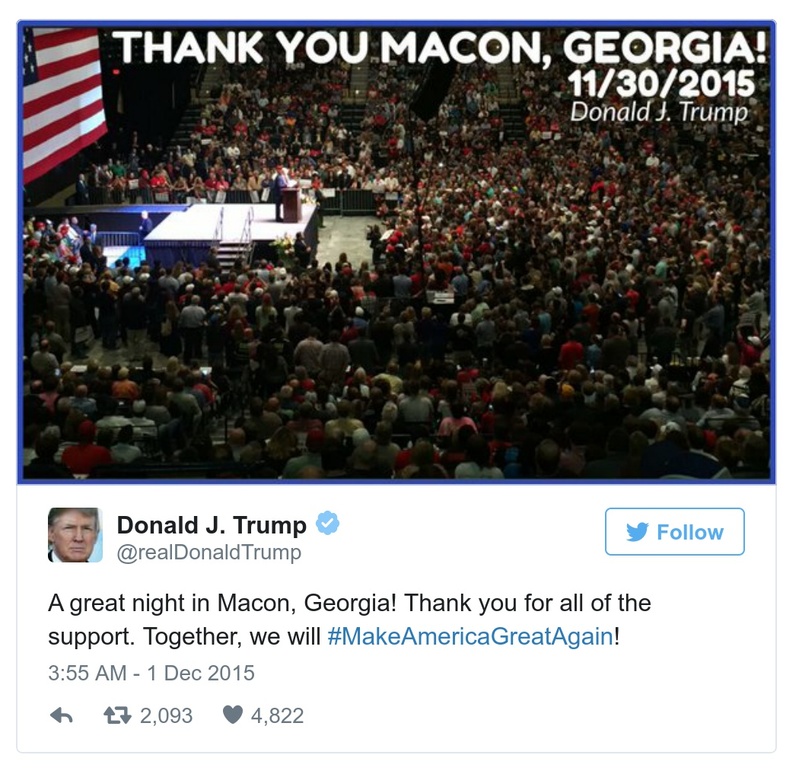 THANK YOU MACON, GEORGIA!
11/30/2015
Donald J. Trump
Donald J. Trump
@realDonaldTrump
Follow
A great night in Macon, Georgia! Thank you for all of the
support. Together, we will #MakeAmericaGreatAgain!
3:55 AM - 1 Dec 2015
2,093 4,822